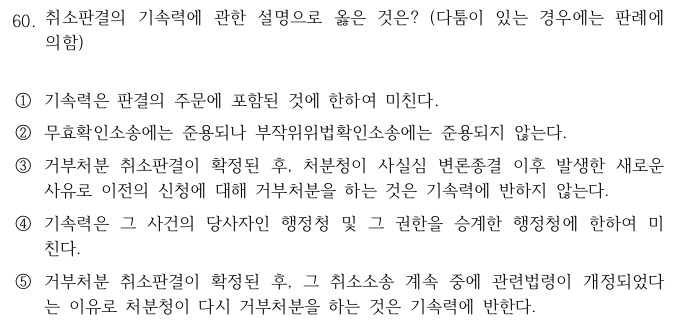 60. 취소판결의 기속력에 관한 설명으로 옳은 것은? (다툼이 있는 경우에는 판례에
의함)
① 기속력은 판결의 주문에 포함된 것에 한하여 미친다.
② 무효확인소송에는 준용되나 부작위위법확인소송에는 준용되지 않는다.
③ 거부처분 취소판결이 확정된 후, 처분청이 사실심 변론종결 이후 발생한 새로운
사유로 이전의 신청에 대해 거부처분을 하는 것은 기속력에 반하지 않는다.
④ 기속력은 그 사건의 당사자인 행정청 및 그 권한을 승계한 행정청에 한하여 미
친다.
⑤ 거부처분 취소판결이 확정된 후, 그 취소소송 계속 중에 관련법령이 개정되었다
는 이유로 처분청이 다시 거부처분을 하는 것은 기속력에 반한다.